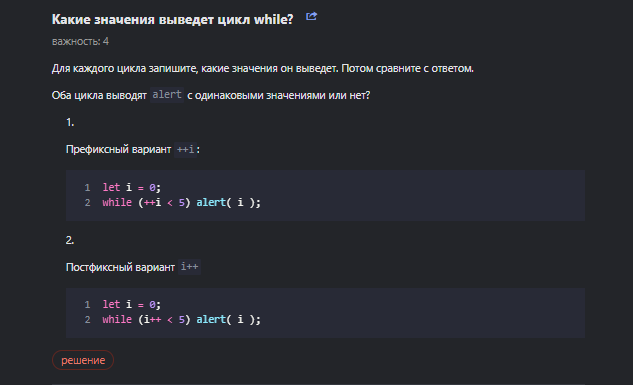 Какие значения выведет цикл while?
важность: 4
Для каждого цикла запишите, какие значения он выведет. Потом сравните с ответом.
Оба цикла выводят alert с одинаковыми значениями или нет?
1.
Префиксный вариант ++i:
1 let i = 0;
2 while (++i < 5) alert( i );
2.
Постфиксный вариант i++
1 let i = 0;
2 while (i++ < 5) alert( i );
решение